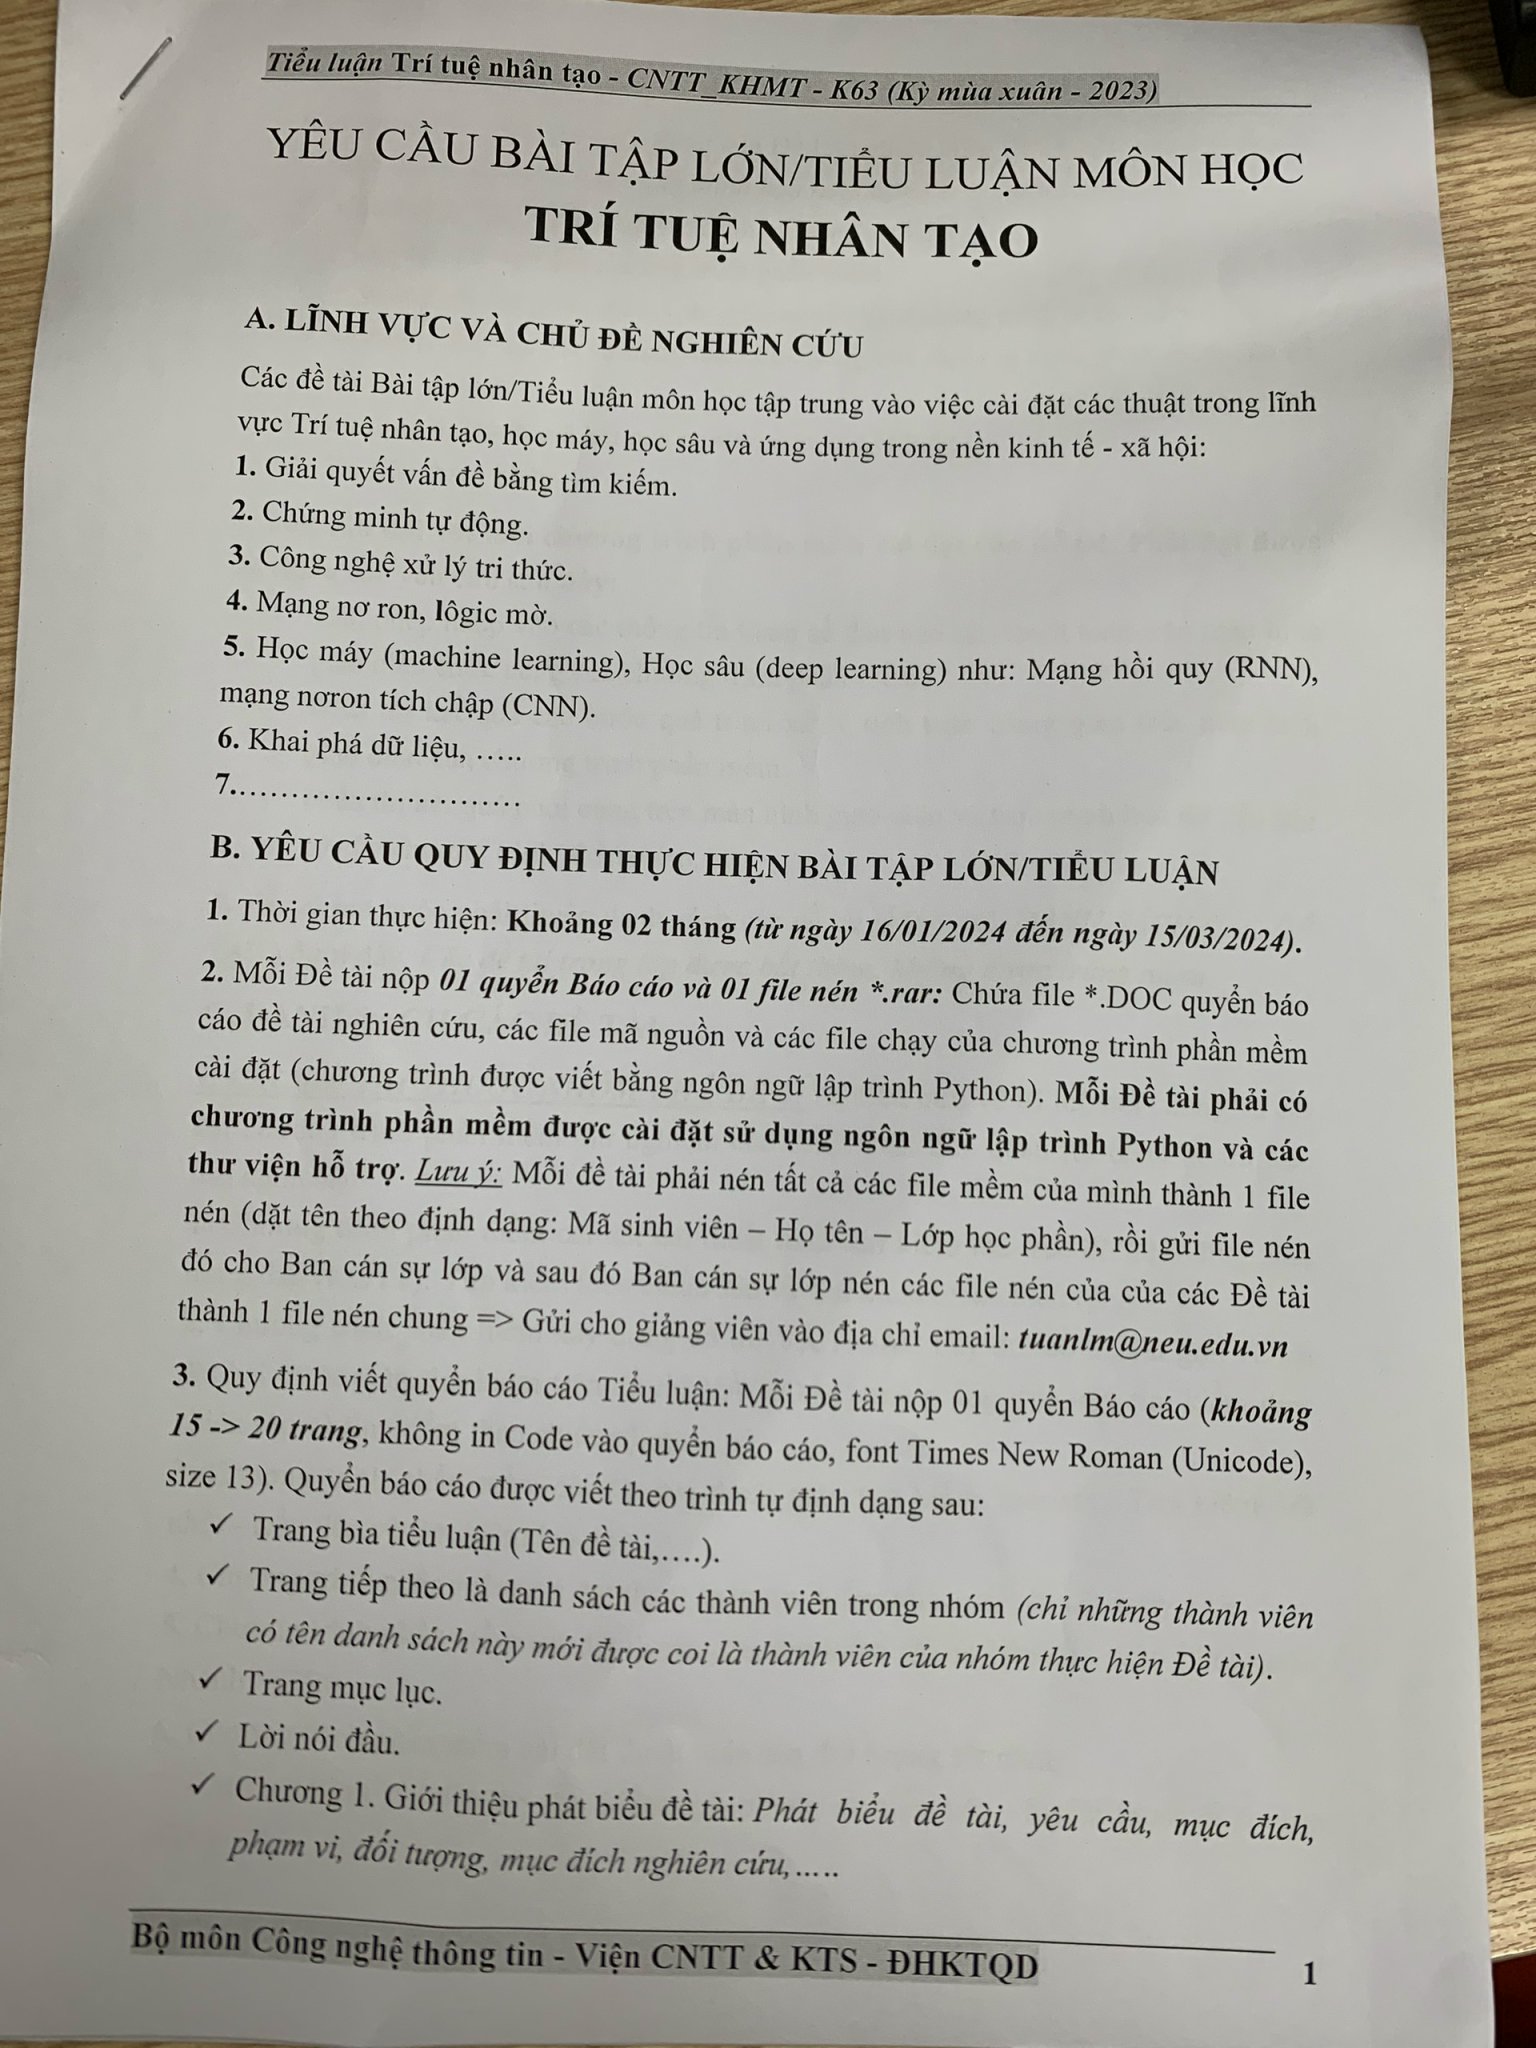 Tiểu luận Trí tuệ nhân tạo - CNTT_KHMT - K63 (Kỳ mùa xuân - 2023)
YÊU CẦU BÀI TẬP LỚN/TIỂU LUẬN MÔN HỌC
TRÍ TUỆ NHÂN TẠO
A. LĨNH VỰC VÀ CHỦ ĐỀ NGHIÊN CỨU
Các đề tài Bài tập lớn/Tiểu luận môn học tập trung vào việc cài đặt các thuật trong lĩnh
vực Trí tuệ nhân tạo, học máy, học sâu và ứng dụng trong nền kinh tế - xã hội:
1. Giải quyết vấn đề bằng tìm kiếm.
2. Chứng minh tự động.
3. Công nghệ xử lý tri thức.
4. Mạng nơ ron, lôgic mờ.
5. Học máy (machine learning), Học sâu (deep learning) như: Mạng hồi quy (RNN),
mạng nơron tích chập (CNN).
6. Khai phá dữ liệu, …..
7.………………………
B. YÊU CẦU QUY ĐỊNH THỰC HIỆN BÀI TẬP LỚN/TIỂU LUẬN
1. Thời gian thực hiện: Khoảng 02 tháng (từ ngày 16/01/2024 đến ngày 15/03/2024).
2. Mỗi Đề tài nộp 01 quyển Báo cáo và 01 file nén *.rar: Chứa file *.DOC quyển báo
cáo đề tài nghiên cứu, các file mã nguồn và các file chạy của chương trình phần mềm
cài đặt (chương trình được viết bằng ngôn ngữ lập trình Python). Mỗi Đề tài phải có
chương trình phần mềm được cài đặt sử dụng ngôn ngữ lập trình Python và các
thư viện hỗ trợ. Lưu ý: Mỗi đề tài phải nén tất cả các file mềm của mình thành 1 file
nén (dặt tên theo định dạng: Mã sinh viên – Họ tên – Lớp học phần), rồi gửi file nén
đó cho Ban cán sự lớp và sau đó Ban cán sự lớp nén các file nén của của các Đề tài
thành 1 file nén chung => Gửi cho giảng viên vào địa chỉ email: tuanlm@neu.edu.vn
3. Quy định viết quyển báo cáo Tiểu luận: Mỗi Đề tài nộp 01 quyển Báo cáo (khoảng
15 -> 20 trang, không in Code vào quyển báo cáo, font Times New Roman (Unicode),
size 13). Quyển báo cáo được viết theo trình tự định dạng sau:
✓ Trang bìa tiểu luận (Tên đề tài,….).
✓ Trang tiếp theo là danh sách các thành viên trong nhóm (chỉ những thành viên
có tên danh sách này mới được coi là thành viên của nhóm thực hiện Đề tài).
✓ Trang mục lục.
✓ Lời nói đầu.
✓ Chương 1. Giới thiệu phát biểu đề tài: Phát biểu đề tài, yêu cầu, mục đích,
phạm vi, đối tượng, mục đích nghiên cứu,…..
Bộ môn Công nghệ thông tin - Viện CNTT & KTS - ĐHKTQD
1